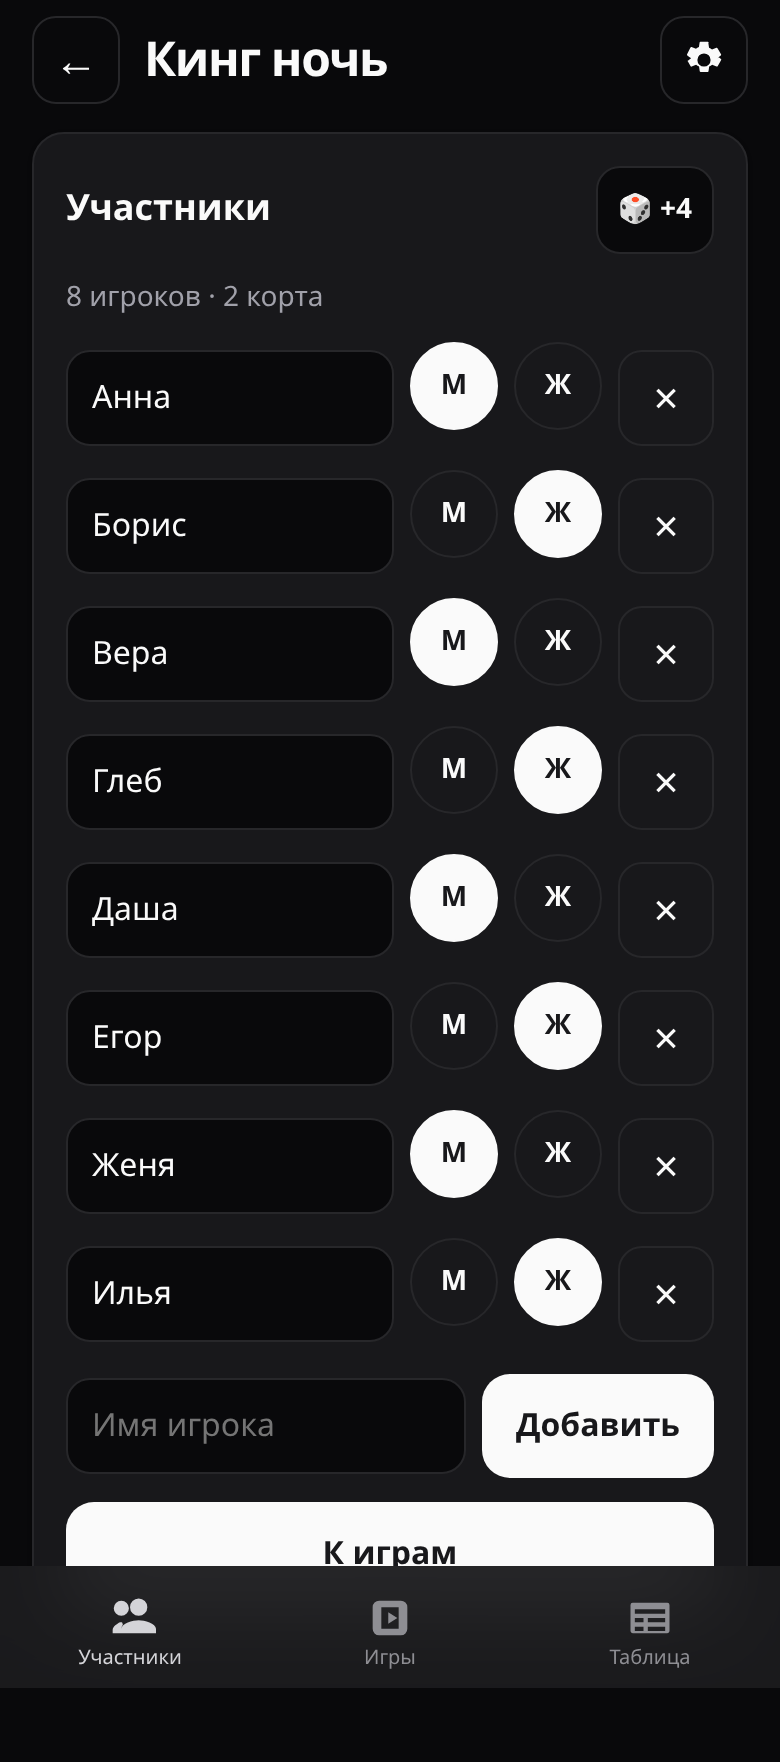 ← Кинг ночь
Участники
🎲 +4
8 игроков · 2 корта
Анна М Ж ×
Борис М Ж ×
Вера М Ж ×
Глеб М Ж ×
Даша М Ж ×
Егор М Ж ×
Женя М Ж ×
Илья М Ж ×
Имя игрока Добавить
К играм
Участники Игры Таблица